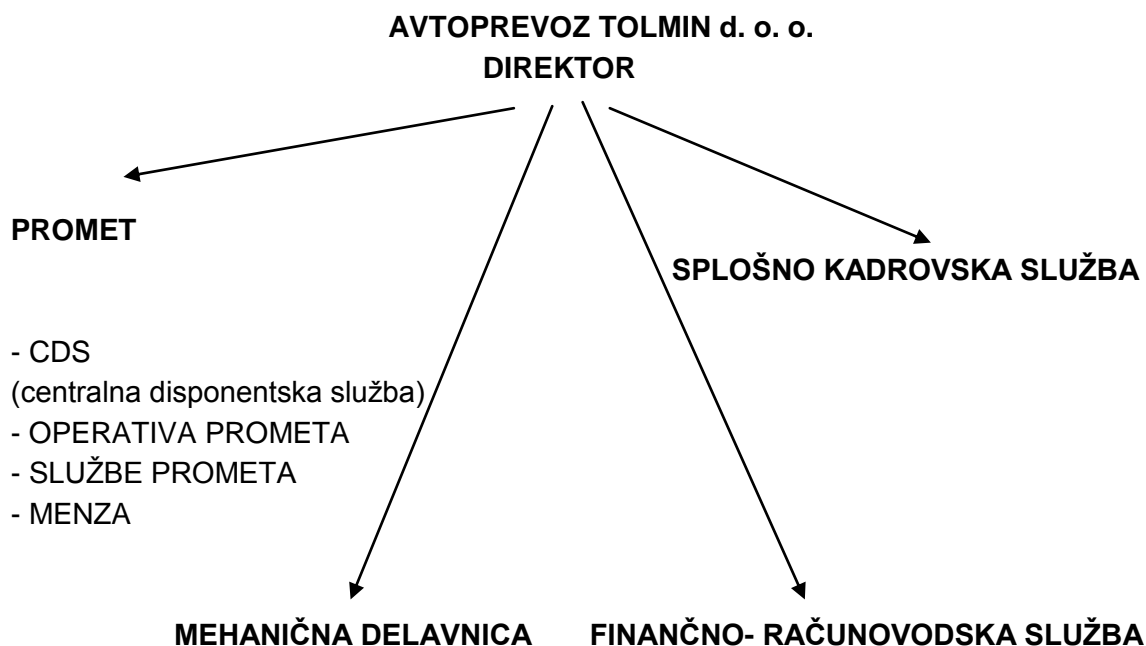 AVTOPREVOZ TOLMIN d. o. o.
DIREKTOR
PROMET
SPLOŠNO KADROVSKA SLUŽBA
- CDS
(centralna disponentska služba)
- OPERATIVA PROMETA
- SLUŽBE PROMETA
- MENZA
MEHANIČNA DELAVNICA
FINANČNO- RAČUNOVODSKA SLUŽBA